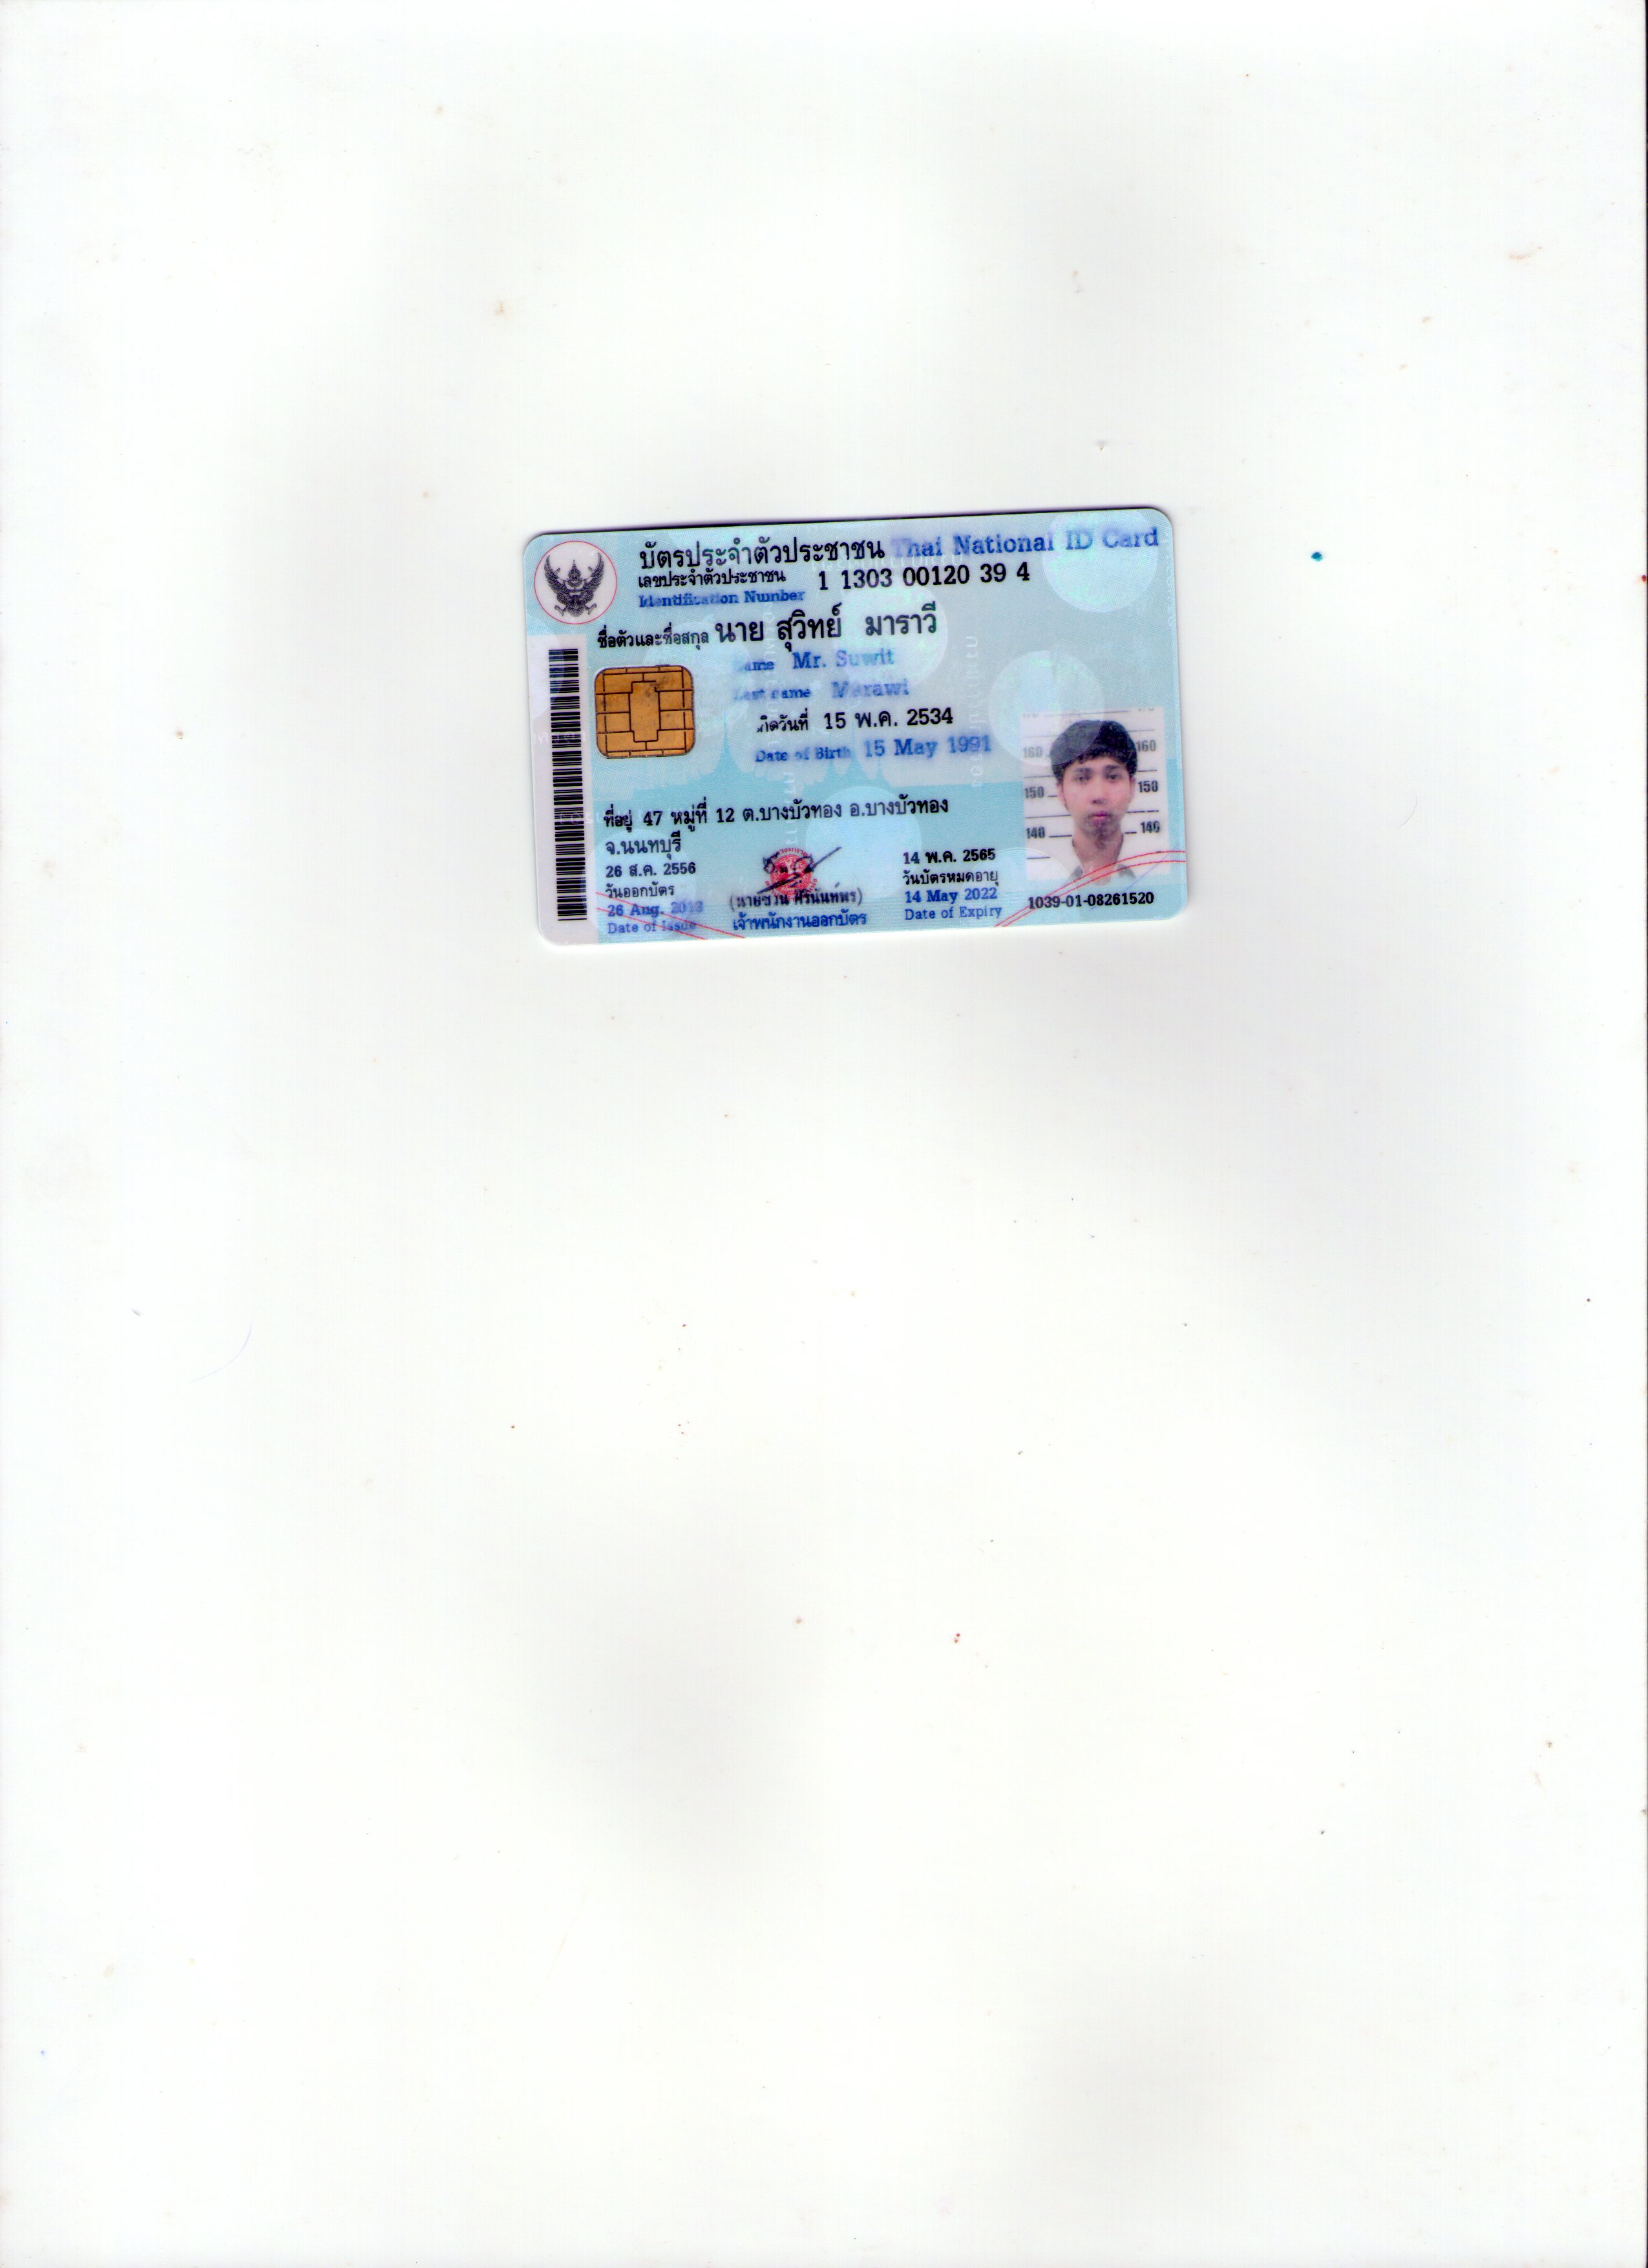 บัตรประจำตัวประชาชน Thai National ID Card
เลขประจำตัวประชาชน 1 1303 00120 39 4
Identification Number
ชื่อตัวและชื่อสกุล นาย สุวิทย์ มาราวี
Name Mr. Suwit
Last name Marawi
เกิดวันที่ 15 พ.ค. 2534
Date of Birth 15 May 1991
160 160
150 150
140 140
ที่อยู่ 47 หมู่ที่ 12 ต.บางบัวทอง อ.บางบัวทอง
จ.นนทบุรี
26 ส.ค. 2556
วันออกบัตร
26 Aug. 2013
Date of Issue
เจ้าพนักงานออกบัตร
14 พ.ค. 2565
วันบัตรหมดอายุ
14 May 2022
Date of Expiry
1039-01-08261520